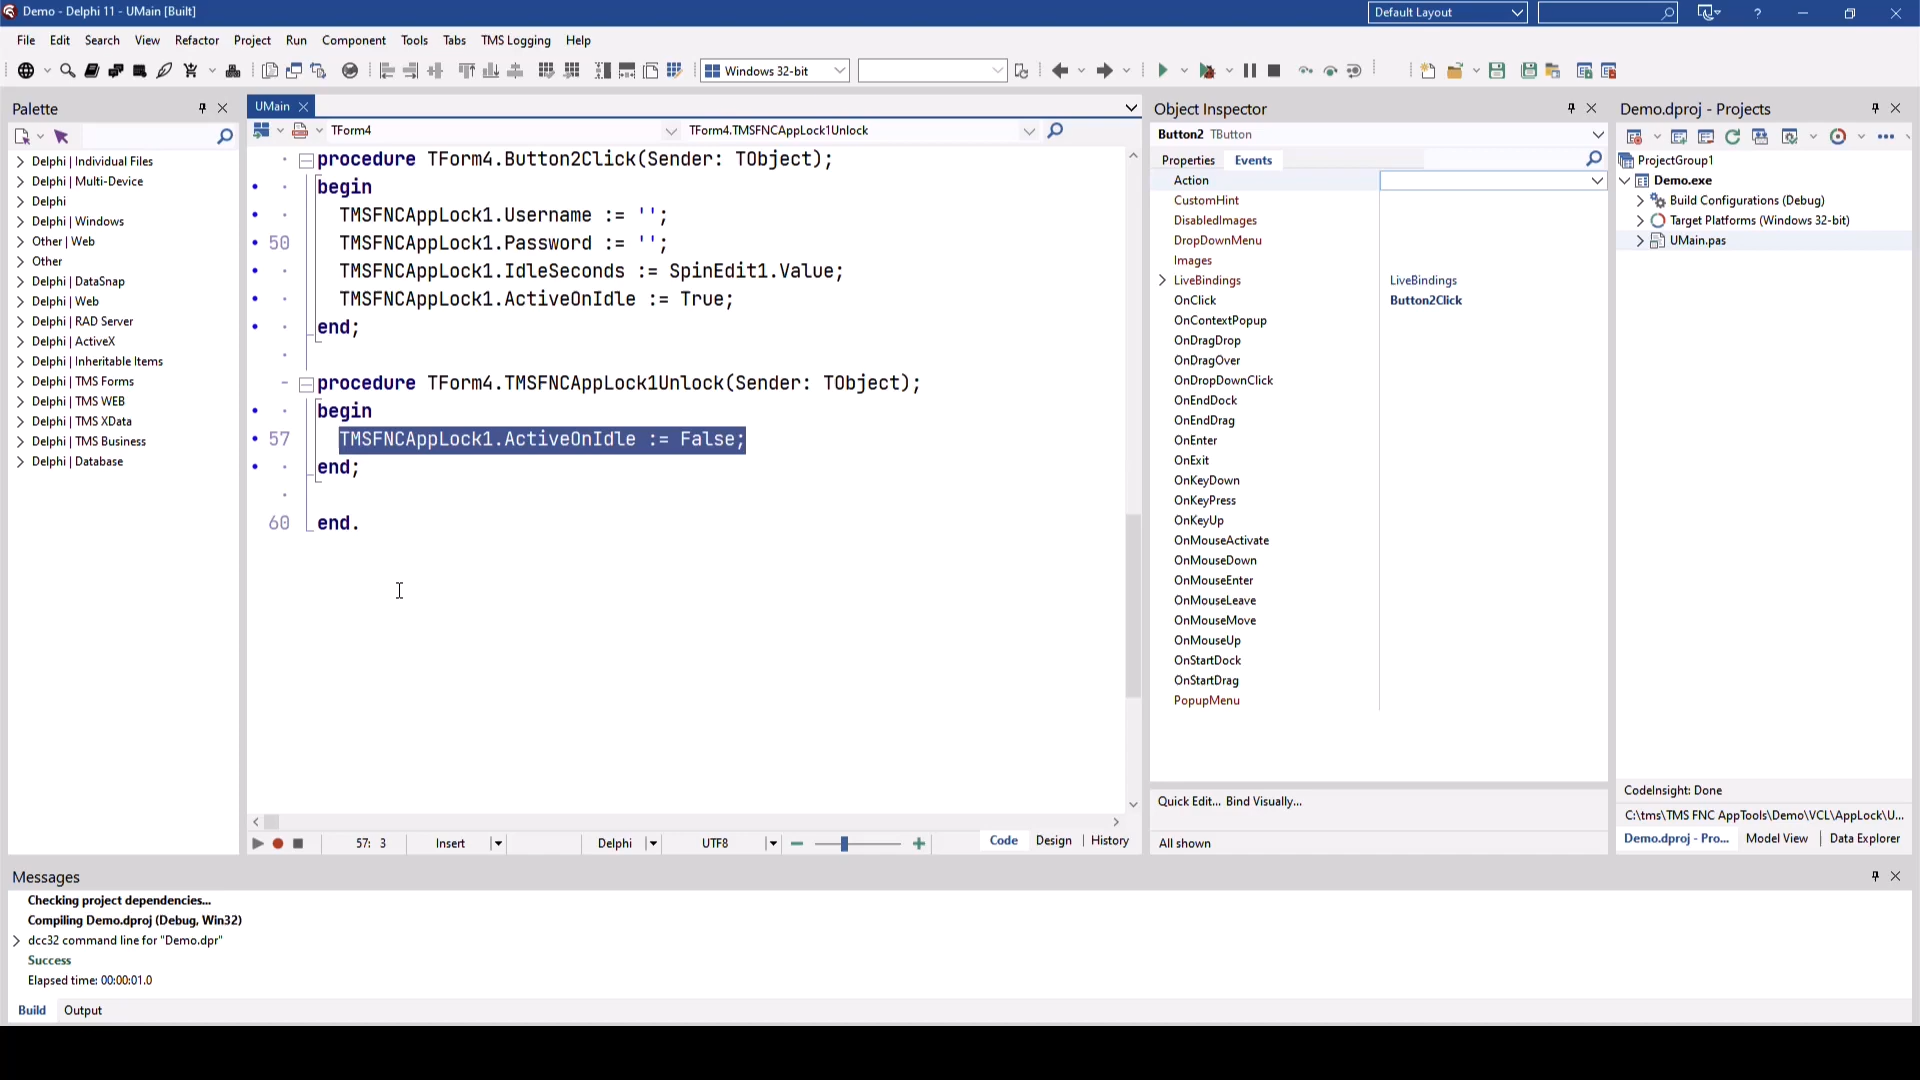 Demo - Delphi 11 - UMain [Built]
Default Layout
?
File Edit Search View Refactor Project Run Component Tools Tabs TMS Logging Help
Windows 32-bit
Palette
Delphi | Individual Files
Delphi | Multi-Device
Delphi
Delphi | Windows
Other | Web
Other
Delphi | DataSnap
Delphi | Web
Delphi | RAD Server
Delphi | ActiveX
Delphi | Inheritable Items
Delphi | TMS Forms
Delphi | TMS WEB
Delphi | TMS XData
Delphi | TMS Business
Delphi | Database
UMain
TForm4
TForm4.TMSFNCAppLock1Unlock
procedure TForm4.Button2Click(Sender: TObject);
begin
TMSFNCAppLock1.Username := '';
50 TMSFNCAppLock1.Password := '';
TMSFNCAppLock1.IdleSeconds := SpinEdit1.Value;
TMSFNCAppLock1.ActiveOnIdle := True;
end;
procedure TForm4.TMSFNCAppLock1Unlock(Sender: TObject);
begin
57 TMSFNCAppLock1.ActiveOnIdle := False;
end;
60 end.
57: 3
Insert
Delphi
UTF8
Code Design History
Object Inspector
Button2 TButton
Properties Events
Action
CustomHint
DisabledImages
DropDownMenu
Images
LiveBindings LiveBindings
OnClick Button2Click
OnContextPopup
OnDragDrop
OnDragOver
OnDropDownClick
OnEndDock
OnEndDrag
OnEnter
OnExit
OnKeyDown
OnKeyPress
OnKeyUp
OnMouseActivate
OnMouseDown
OnMouseEnter
OnMouseLeave
OnMouseMove
OnMouseUp
OnStartDock
OnStartDrag
PopupMenu
Quick Edit... Bind Visually...
All shown
Demo.dproj - Projects
ProjectGroup1
Demo.exe
Build Configurations (Debug)
Target Platforms (Windows 32-bit)
UMain.pas
CodeInsight: Done
C:\tms\TMS FNC AppTools\Demo\VCL\AppLock\U...
Demo.dproj - Pro... Model View Data Explorer
Messages
Checking project dependencies...
Compiling Demo.dproj (Debug, Win32)
dcc32 command line for "Demo.dpr"
Success
Elapsed time: 00:00:01.0
Build Output